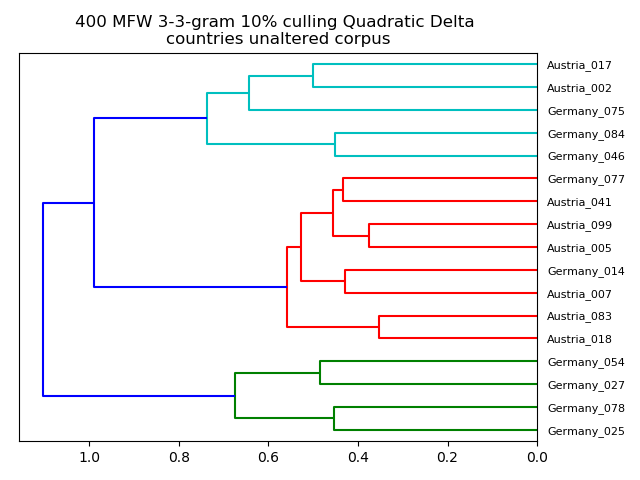 400 MFW 3-3-gram 10% culling Quadratic Delta
countries unaltered corpus
Austria_017
Austria_002
Germany_075
Germany_084
Germany_046
Germany_077
Austria_041
Austria_099
Austria_005
Germany_014
Austria_007
Austria_083
Austria_018
Germany_054
Germany_027
Germany_078
Germany_025
1.0 0.8 0.6 0.4 0.2 0.0